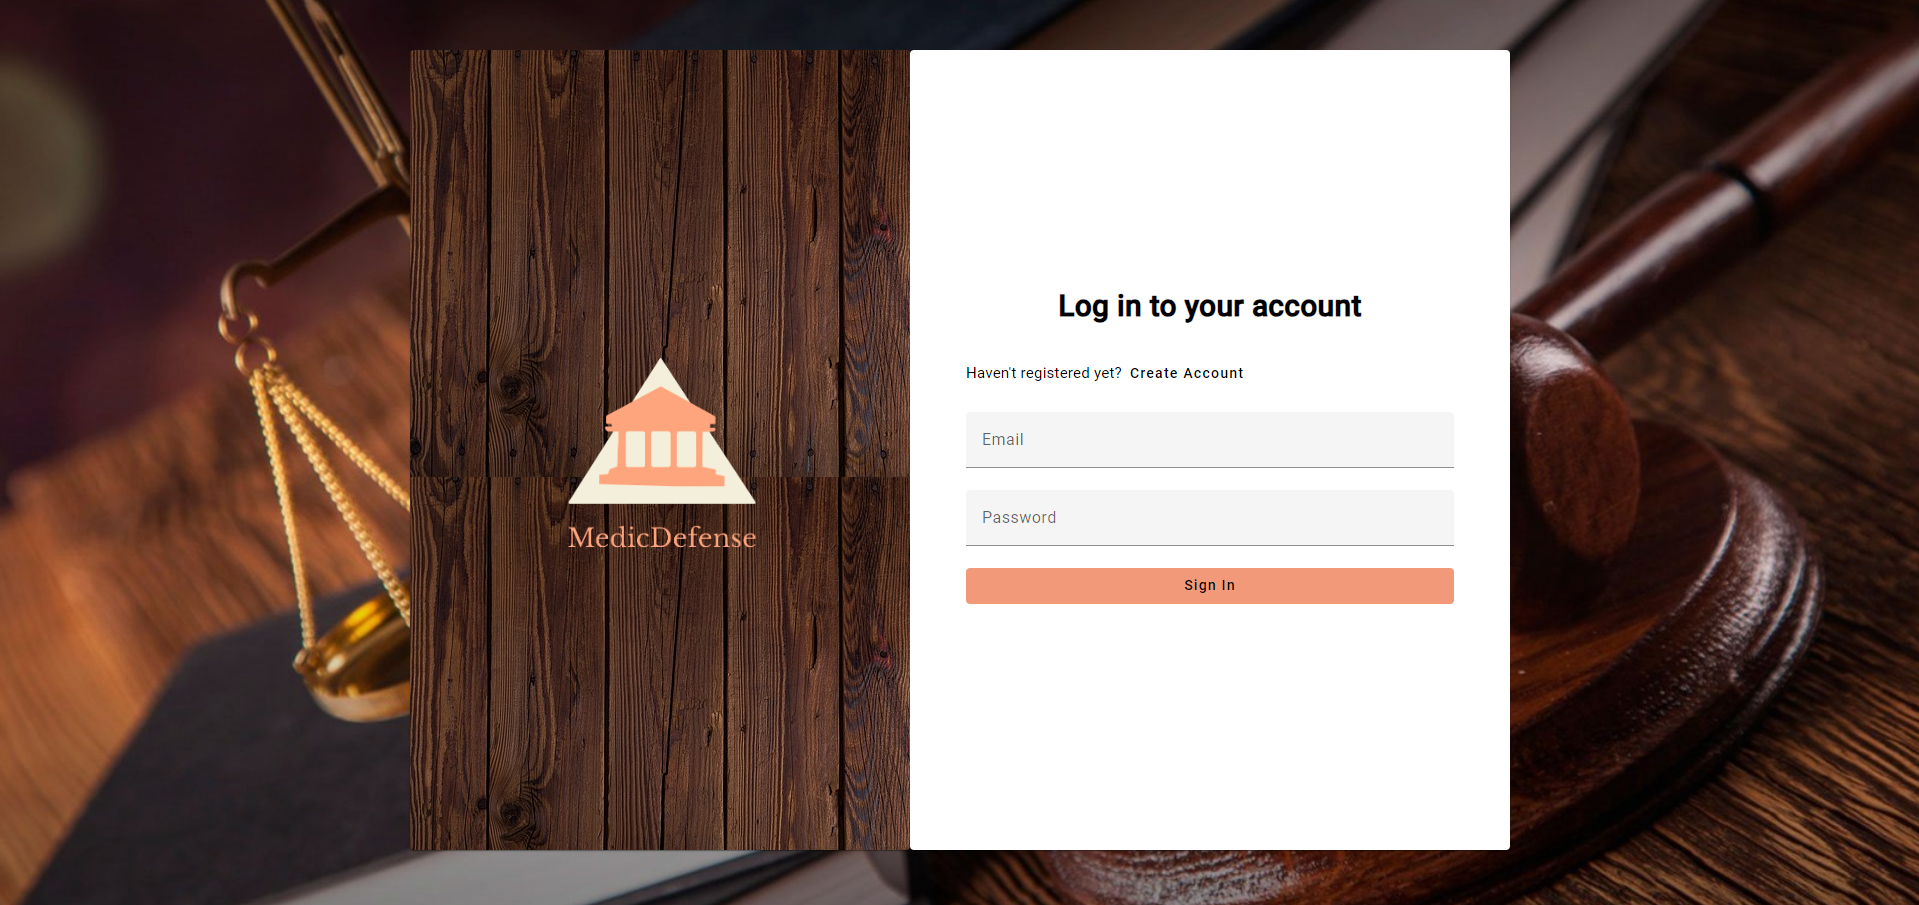 MedicDefense
Log in to your account
Haven't registered yet? Create Account
Email
Password
Sign In